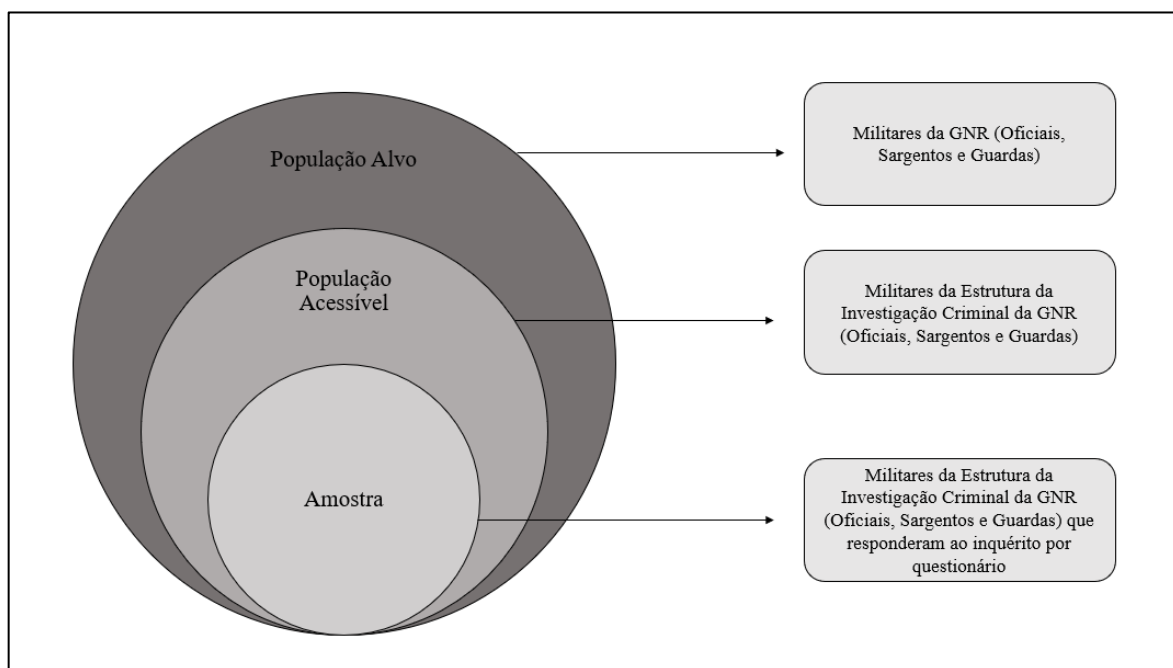 População Alvo
Militares da GNR (Oficiais,
Sargentos e Guardas)
População
Acessível
Militares da Estrutura da
Investigação Criminal da GNR
(Oficiais, Sargentos e Guardas)
Amostra
Militares da Estrutura da
Investigação Criminal da GNR
(Oficiais, Sargentos e Guardas) que
responderam ao inquérito por
questionário